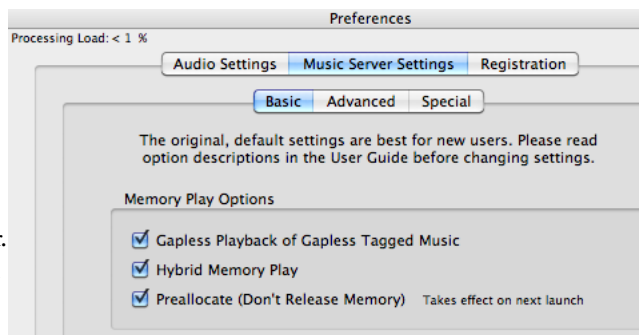 Preferences
Processing Load: < 1 %
Audio Settings Music Server Settings Registration
Basic Advanced Special
The original, default settings are best for new users. Please read
option descriptions in the User Guide before changing settings.
Memory Play Options
Gapless Playback of Gapless Tagged Music
Hybrid Memory Play
Preallocate (Don't Release Memory) Takes effect on next launch